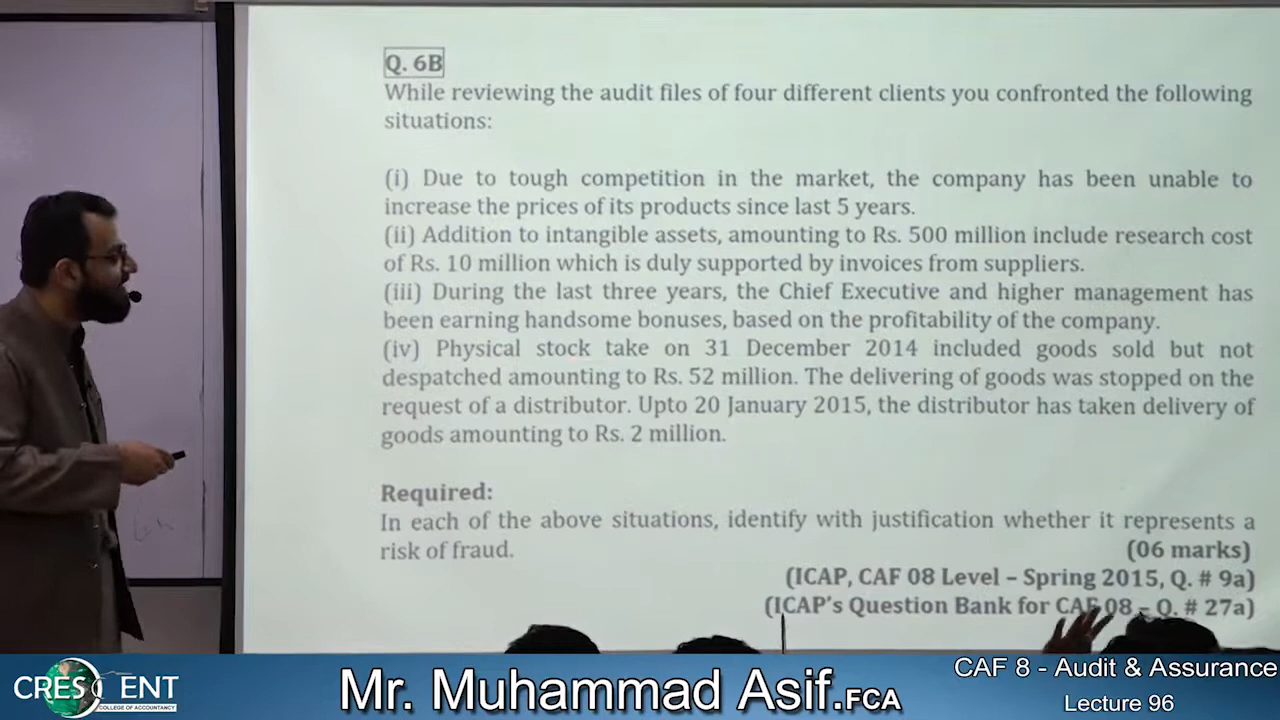 Q. 6B
While reviewing the audit files of four different clients you confronted the following
situations:
(i) Due to tough competition in the market, the company has been unable to
increase the prices of its products since last 5 years.
(ii) Addition to intangible assets, amounting to Rs. 500 million include research cost
of Rs. 10 million which is duly supported by invoices from suppliers.
(iii) During the last three years, the Chief Executive and higher management has
been earning handsome bonuses, based on the profitability of the company.
(iv) Physical stock take on 31 December 2014 included goods sold but not
despatched amounting to Rs. 52 million. The delivering of goods was stopped on the
request of a distributor. Upto 20 January 2015, the distributor has taken delivery of
goods amounting to Rs. 2 million.
Required:
In each of the above situations, identify with justification whether it represents a
risk of fraud.
(06 marks)
(ICAP, CAF 08 Level – Spring 2015, Q. # 9a)
(ICAP's Question Bank for CAF 08 – Q. # 27a)
CRESCENT
COLLEGE OF ACCOUNTANCY
Mr. Muhammad Asif.FCA
CAF 8 - Audit & Assurance
Lecture 96